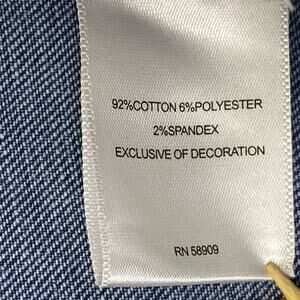 92%COTTON 6%POLYESTER
2%SPANDEX
EXCLUSIVE OF DECORATION
RN 58909